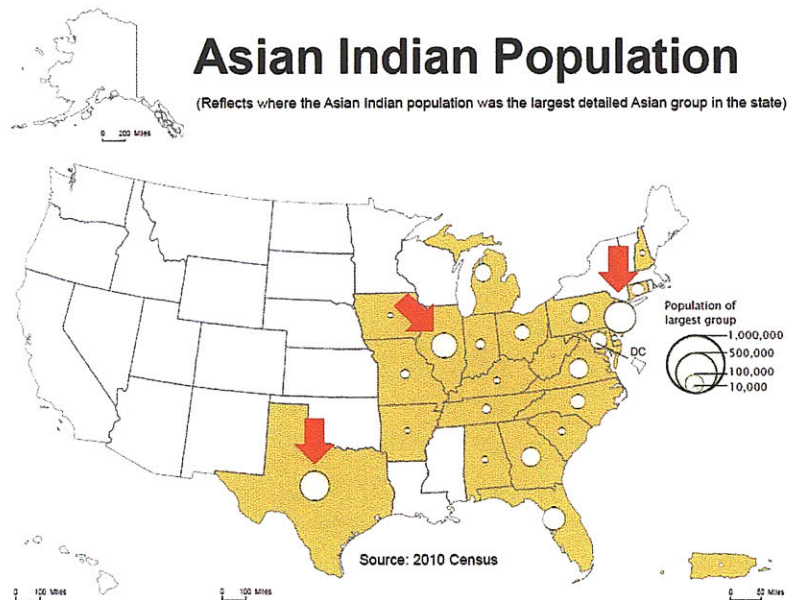 Asian Indian Population
(Reflects where the Asian Indian population was the largest detailed Asian group in the state)
0 200 Miles
Population of
largest group
1,000,000
500,000
100,000
10,000
DC
Source: 2010 Census
0 100 Miles
0 100 Miles
0 50 Miles